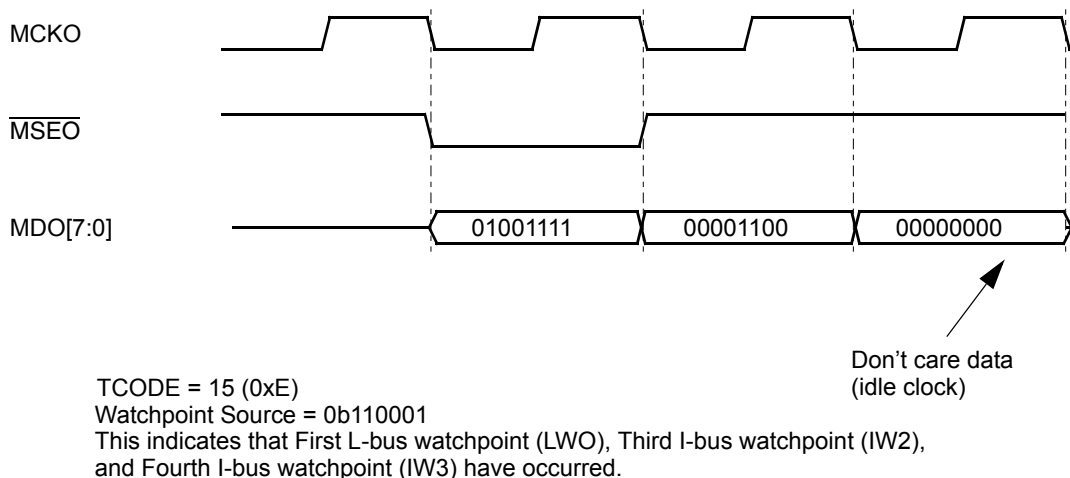 MCKO
MSEO
MDO[7:0]
01001111
00001100
00000000
Don't care data
(idle clock)
TCODE = 15 (0xE)
Watchpoint Source = 0b110001
This indicates that First L-bus watchpoint (LWO), Third I-bus watchpoint (IW2),
and Fourth I-bus watchpoint (IW3) have occurred.